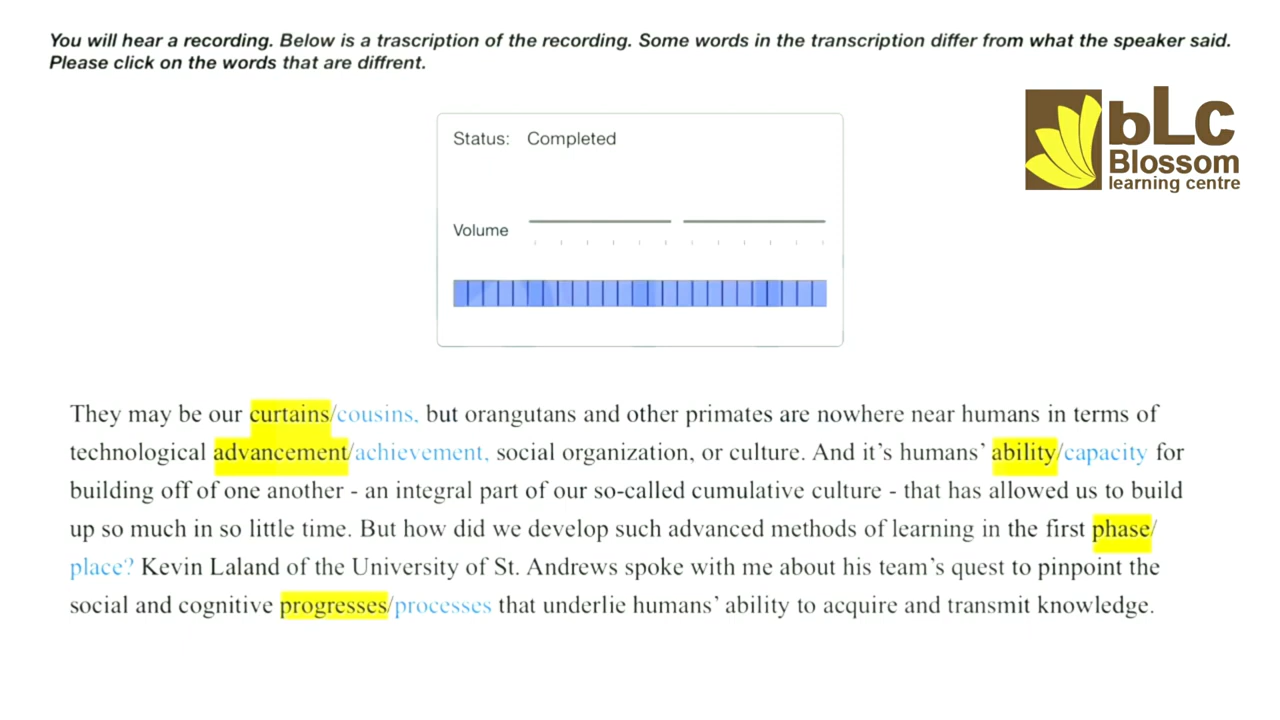 You will hear a recording. Below is a trascription of the recording. Some words in the transcription differ from what the speaker said.
Please click on the words that are diffrent.
bLc
Blossom
learning centre
Status: Completed
Volume
They may be our curtains/cousins, but orangutans and other primates are nowhere near humans in terms of
technological advancement/achievement, social organization, or culture. And it's humans' ability/capacity for
building off of one another - an integral part of our so-called cumulative culture - that has allowed us to build
up so much in so little time. But how did we develop such advanced methods of learning in the first phase/
place? Kevin Laland of the University of St. Andrews spoke with me about his team's quest to pinpoint the
social and cognitive progresses/processes that underlie humans' ability to acquire and transmit knowledge.